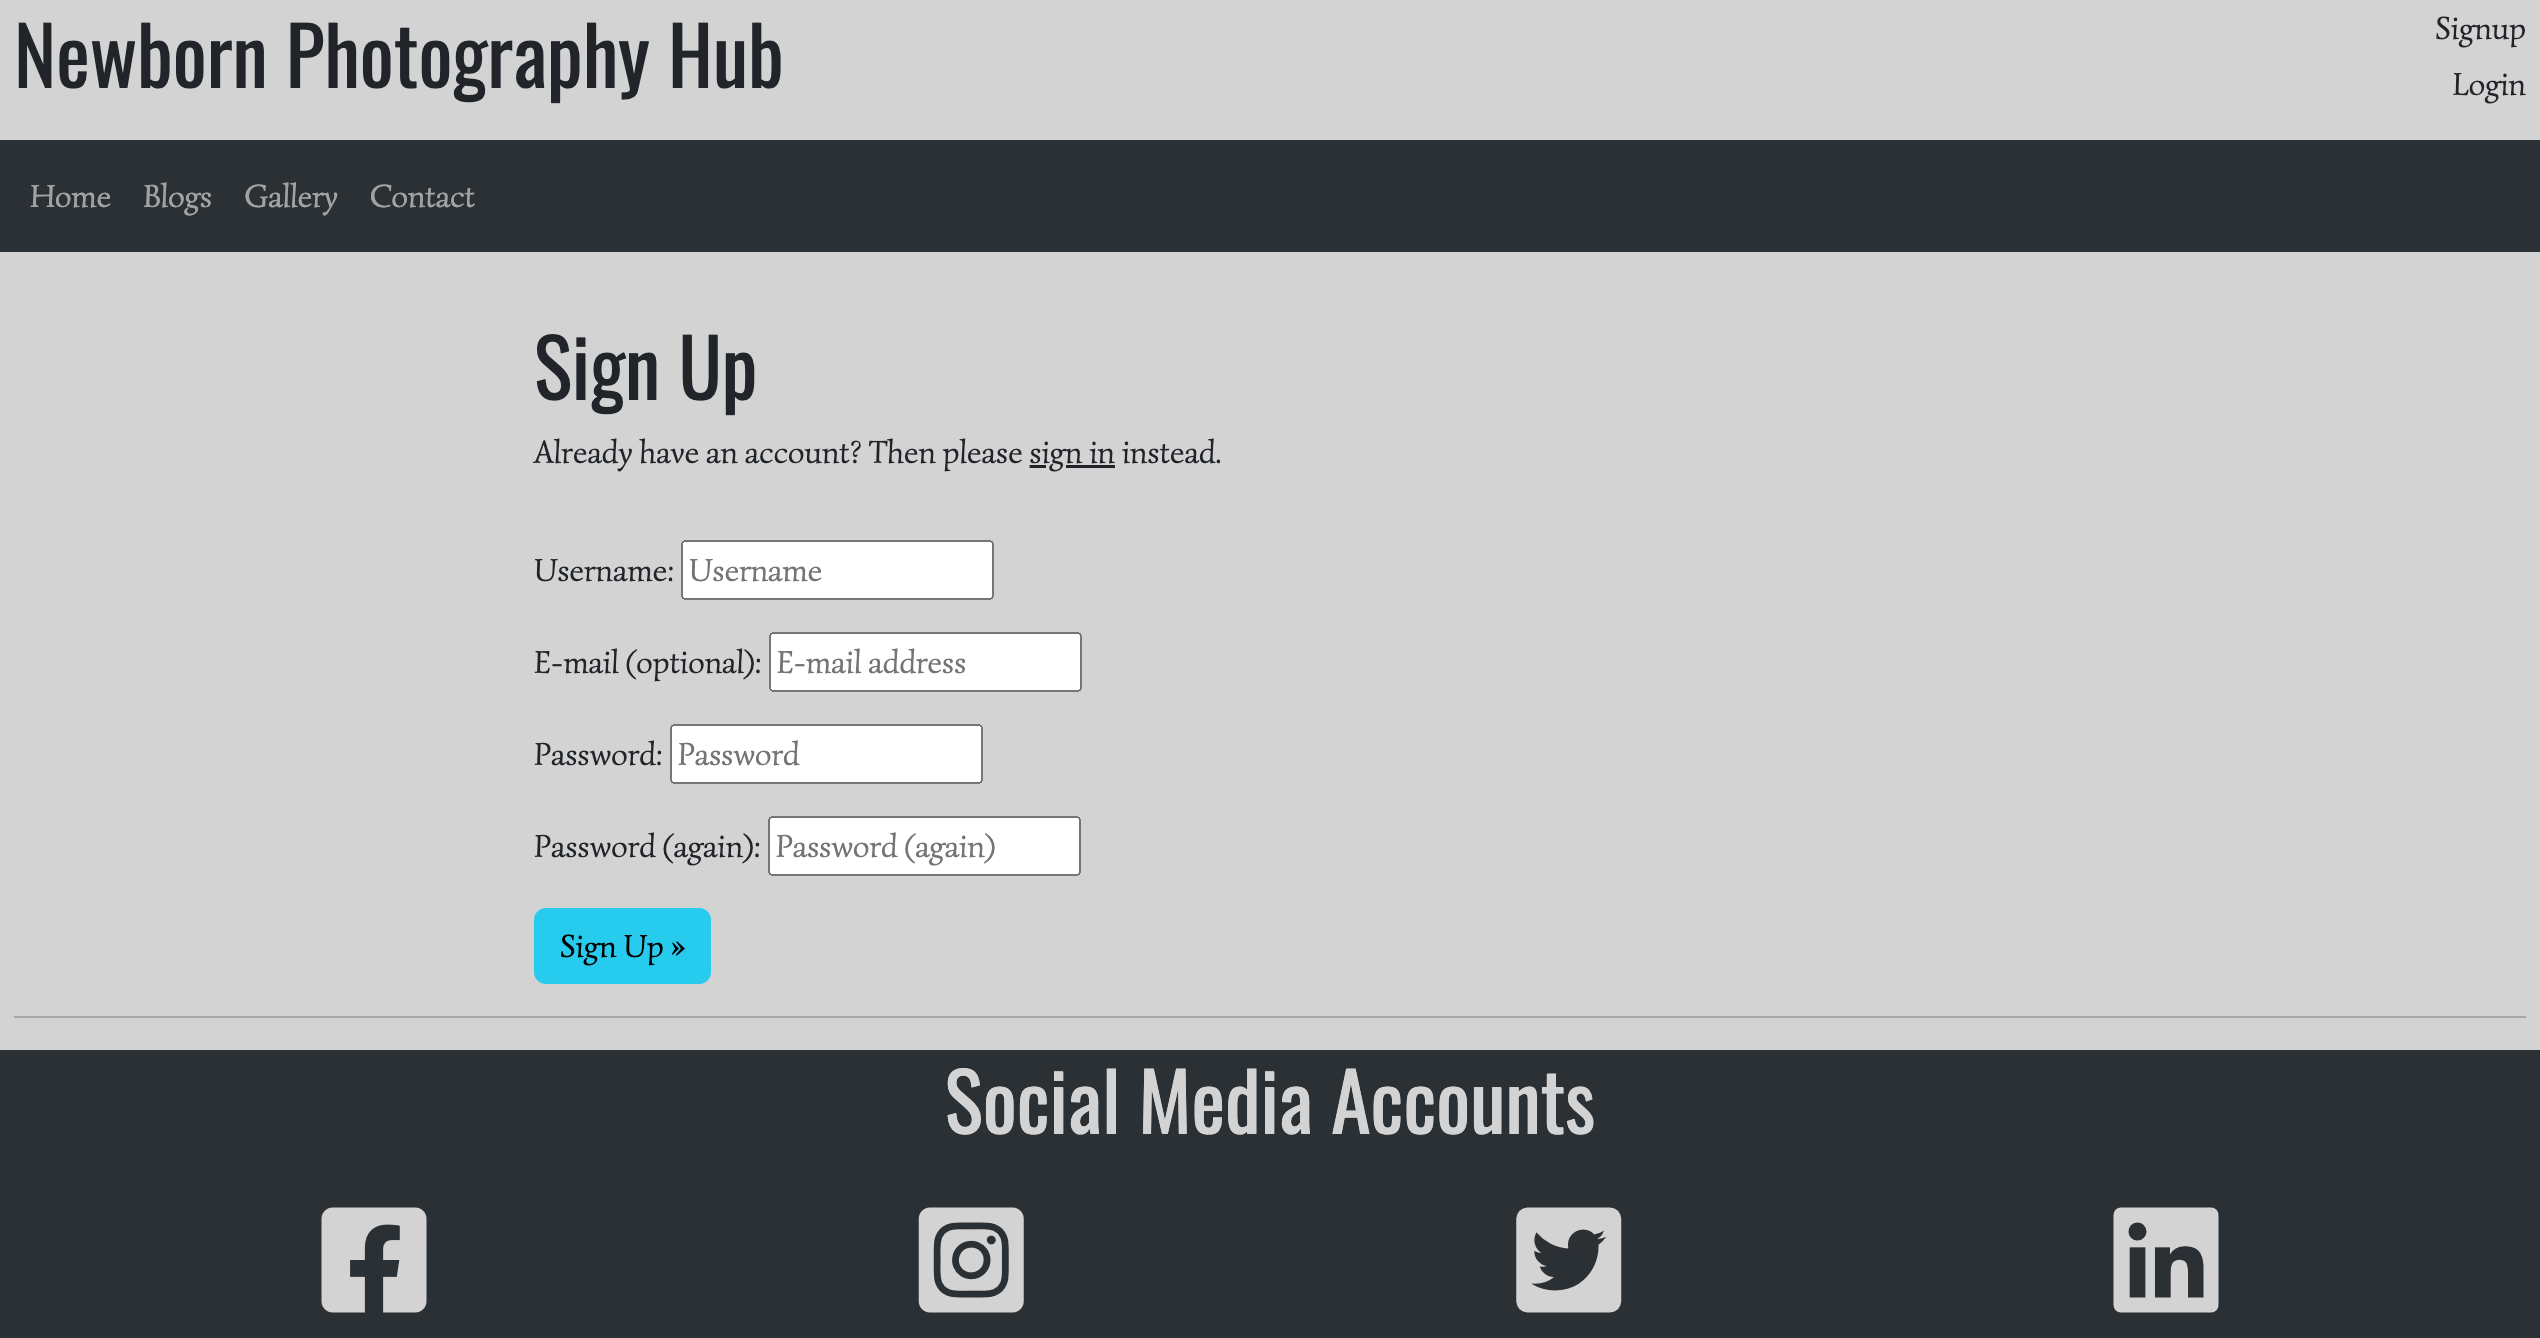 Newborn Photography Hub
Signup
Login
Home Blogs Gallery Contact
Sign Up
Already have an account? Then please sign in instead.
Username: Username
E-mail (optional): E-mail address
Password: Password
Password (again): Password (again)
Sign Up »
Social Media Accounts